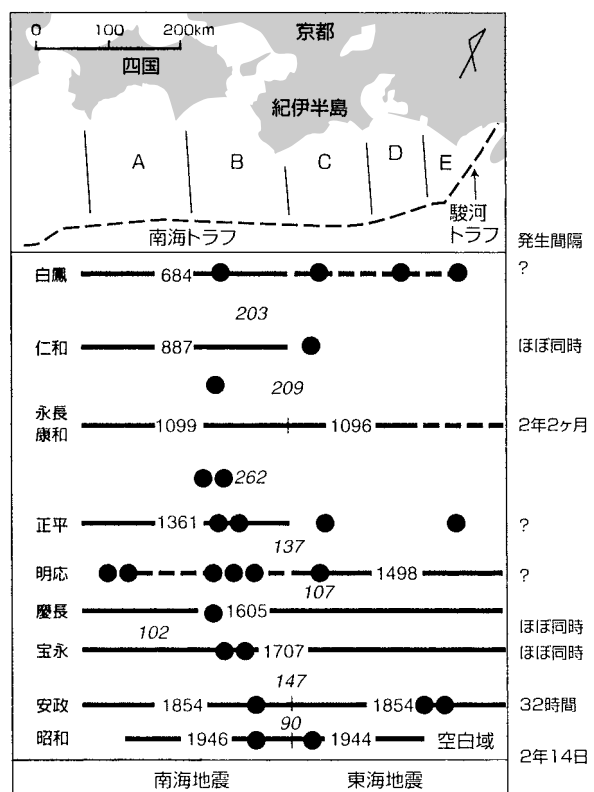 0 100 200km 京都
四国
紀伊半島
A B C D E
駿河
トラフ
南海トラフ
発生間隔
白鳳 684 ?
203
仁和 887 ほぼ同時
209
永長
康和 1099 1096 2年2ヶ月
262
正平 1361 ?
137
明応 1498 ?
107
慶長 1605 ほぼ同時
102
宝永 1707 ほぼ同時
147
安政 1854 1854 32時間
90
昭和 1946 1944 空白域 2年14日
南海地震 東海地震